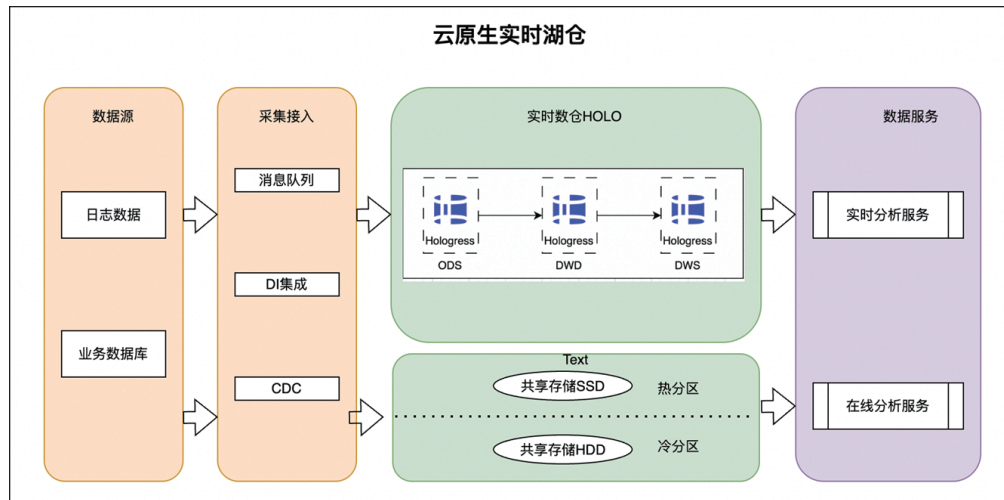 云原生实时湖仓
数据源
日志数据
业务数据库
采集接入
消息队列
DI集成
CDC
实时数仓HOLO
Hologress
Hologress
Hologress
ODS
DWD
DWS
Text
共享存储SSD
热分区
共享存储HDD
冷分区
数据服务
实时分析服务
在线分析服务